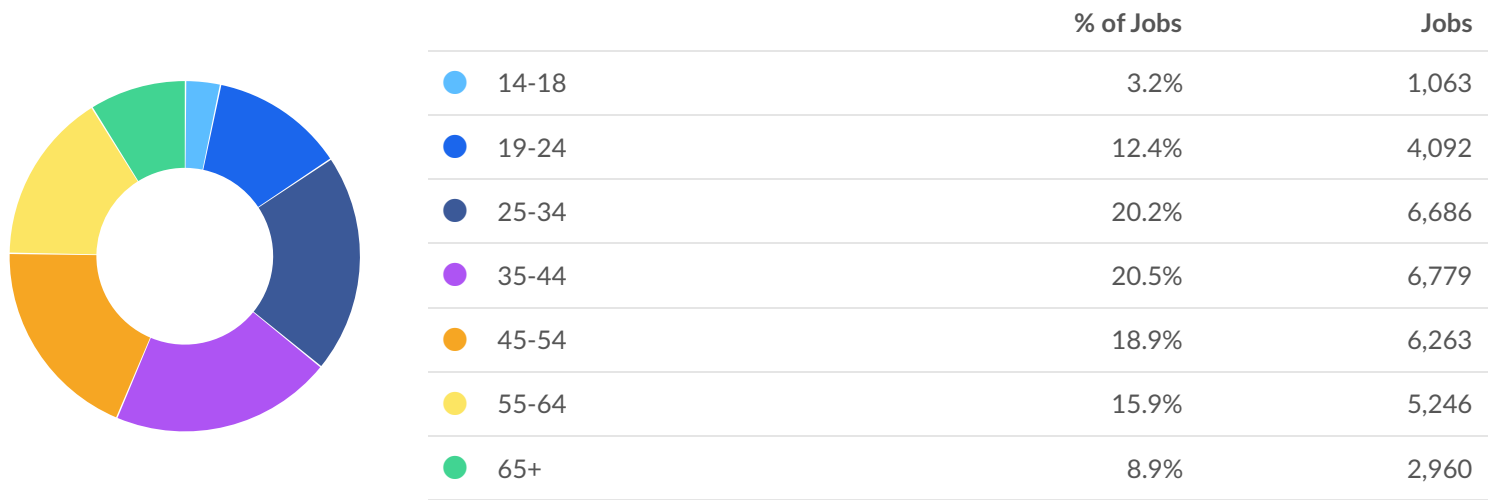 % of Jobs Jobs
14-18 3.2% 1,063
19-24 12.4% 4,092
25-34 20.2% 6,686
35-44 20.5% 6,779
45-54 18.9% 6,263
55-64 15.9% 5,246
65+ 8.9% 2,960